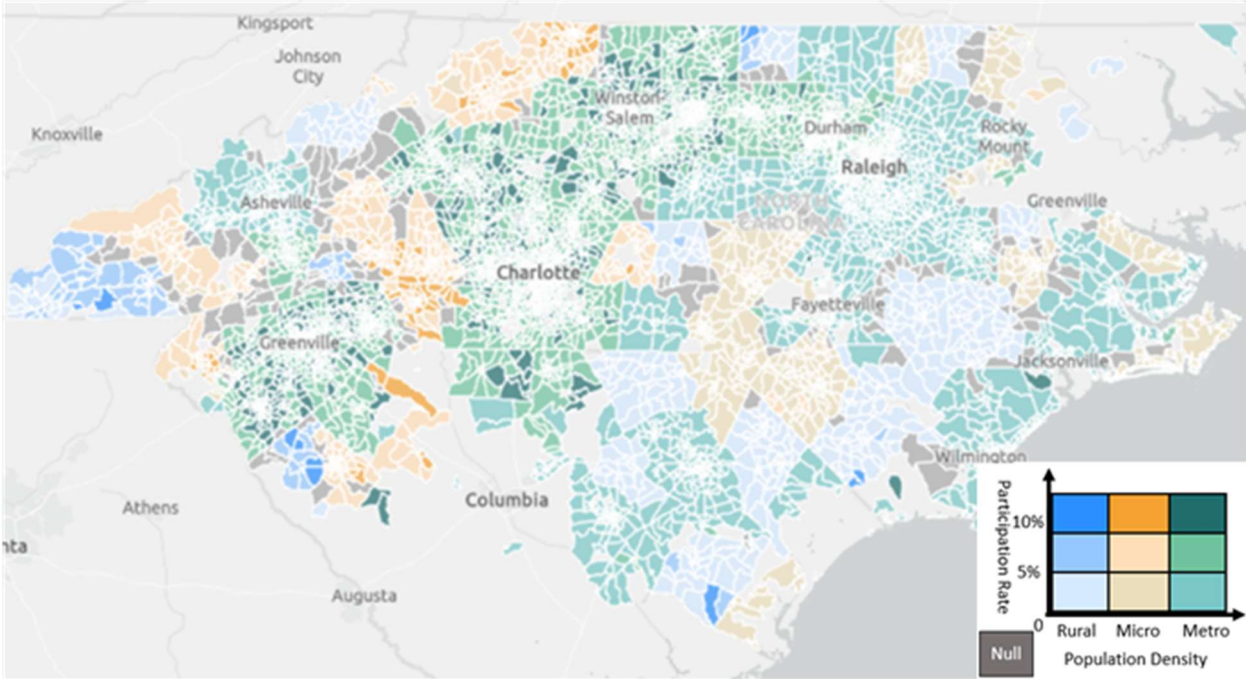 Kingsport
Johnson
City
Knoxville
Winston-
Salem
Durham
Rocky
Mount
Raleigh
Asheville
NORTH
CAROLINA
Greenville
Charlotte
Fayetteville
Greenville
Jacksonville
Wilmington
Columbia
Athens
nta
Augusta
Participation Rate
10%
5%
0
Rural Micro Metro
Null
Population Density